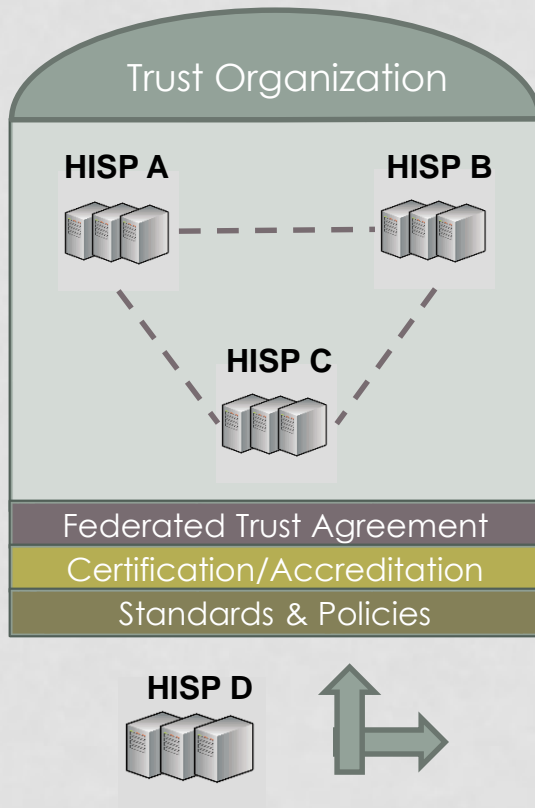 Trust Organization
HISP A
HISP B
HISP C
Federated Trust Agreement
Certification/Accreditation
Standards & Policies
HISP D